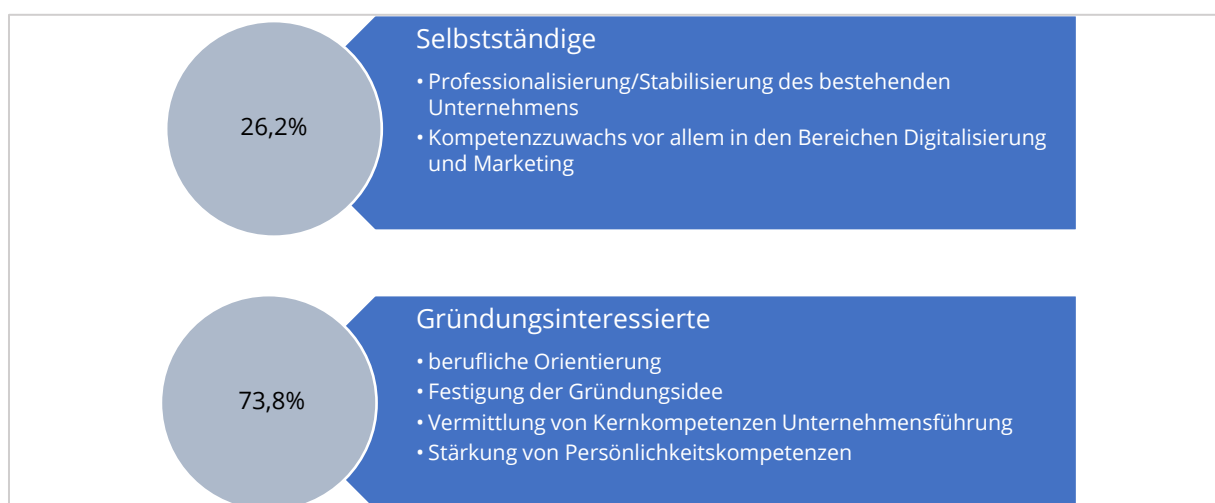 26,2%
Selbstständige
• Professionalisierung/Stabilisierung des bestehenden
Unternehmens
• Kompetenzzuwachs vor allem in den Bereichen Digitalisierung
und Marketing
73,8%
Gründungsinteressierte
• berufliche Orientierung
• Festigung der Gründungsidee
• Vermittlung von Kernkompetenzen Unternehmensführung
• Stärkung von Persönlichkeitskompetenzen